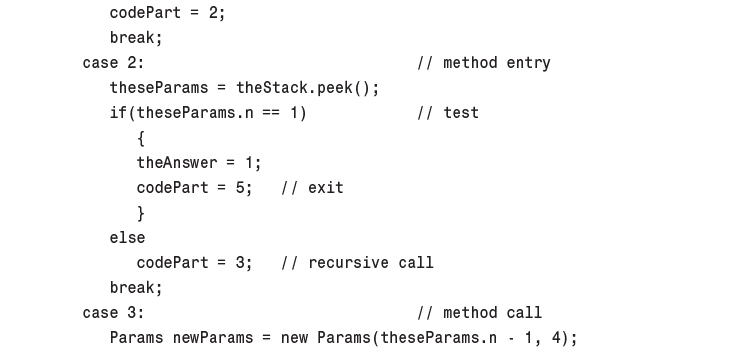 codePart = 2;
break;
case 2: // method entry
theseParams = theStack.peek();
if(theseParams.n == 1) // test
{
theAnswer = 1;
codePart = 5; // exit
}
else
codePart = 3; // recursive call
break;
case 3: // method call
Params newParams = new Params(theseParams.n - 1, 4);